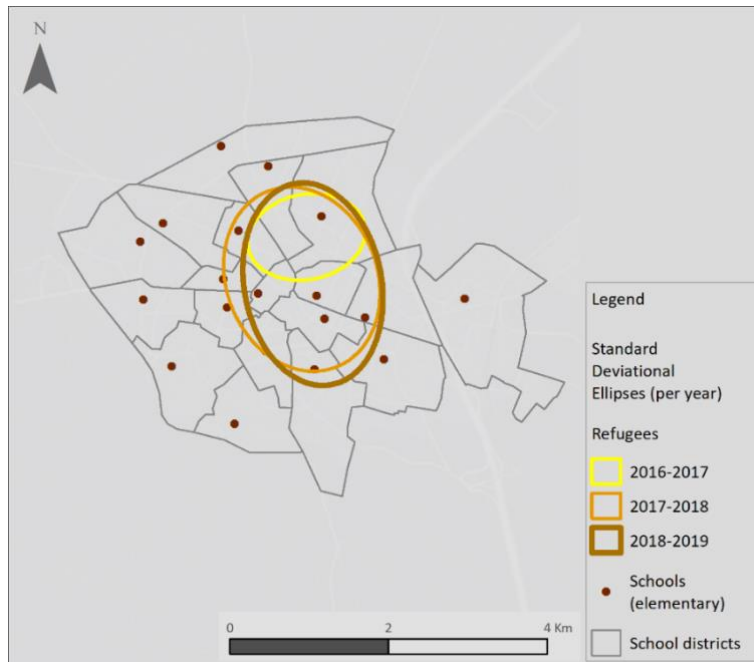 N
Legend
Standard
Deviational
Ellipses (per year)
Refugees
2016-2017
2017-2018
2018-2019
Schools
(elementary)
School districts
0 2 4 Km